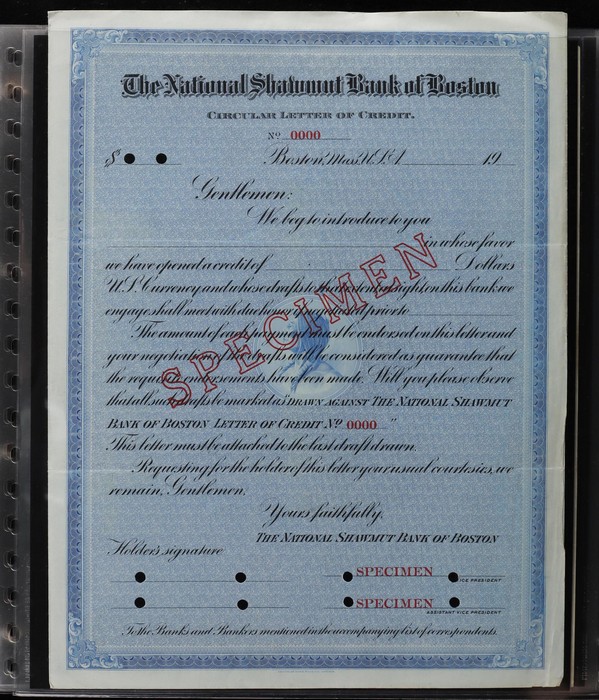 The National Shawmut Bank of Boston
CIRCULAR LETTER OF CREDIT.
No 0000
$ Boston, Mass, U.S.A. 19
Gentlemen:
We beg to introduce to you
in whose favor
we have opened a credit of Dollars
U.S. Currency and whose drafts to that extent at sight, on this bank we
engage shall meet with due honor if negotiated prior to
The amount of each payment must be endorsed on this letter and
your negotiation of the drafts will be considered as guarantee that
the required endorsements have been made. Will you please observe
that all such drafts be marked as "DRAWN AGAINST THE NATIONAL SHAWMUT
BANK OF BOSTON LETTER OF CREDIT No 0000"
This letter must be attached to the last draft drawn.
Requesting for the holder of this letter your usual courtesies, we
remain, Gentlemen,
Yours faithfully,
THE NATIONAL SHAWMUT BANK OF BOSTON
Holder's signature
SPECIMEN VICE PRESIDENT
SPECIMEN
ASSISTANT VICE PRESIDENT
To the Banks and Bankers mentioned in the accompanying list of correspondents.
SPECIMEN